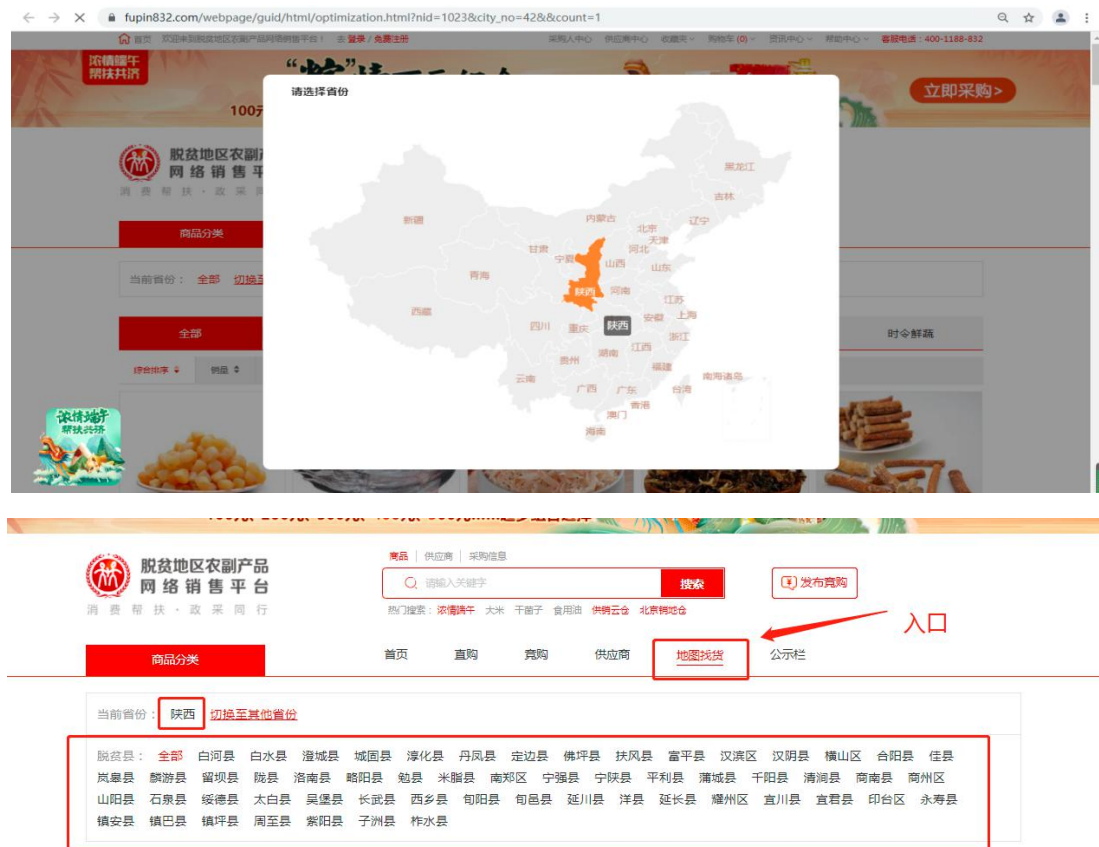 fupin832.com/webpage/guid/html/optimization.html?nid=1023&city_no=42&&count=1
首页 欢迎来到脱贫地区农副产品网络销售平台! 去 登录 / 免费注册 采购人中心 供应商中心 收藏夹 购物车 (0) 资讯中心 帮助中心 客服电话:400-1188-832
浓情端午
帮扶共济
立即采购>
请选择省份
脱贫地区农副
网络销售平
消费帮扶·政采
商品分类
当前省份: 全部 切换至
全部 时令鲜蔬
综合排序 销量
浓情端午
帮扶共济
黑龙江
吉林
新疆 内蒙古 北京 辽宁
天津
甘肃 河北
宁夏 山西 山东
青海
陕西 河南
江苏
西藏 安徽 上海
四川 重庆 陕西 浙江
湖南 江西
贵州 福建
云南 南海诸岛
广西 广东 台湾
香港
澳门
海南
脱贫地区农副产品
网络销售平台
消费帮扶·政采同行
商品 供应商 采购信息
请输入关键字 搜索 发布竞购
热门搜索: 浓情端午 大米 干菌子 食用油 供销云仓 北京销地仓
入口
商品分类 首页 直购 竞购 供应商 地图找货 公示栏
当前省份: 陕西 切换至其他省份
脱贫县: 全部 白河县 白水县 澄城县 城固县 淳化县 丹凤县 定边县 佛坪县 扶风县 富平县 汉滨区 汉阴县 横山区 合阳县 佳县
岚皋县 麟游县 留坝县 陇县 洛南县 略阳县 勉县 米脂县 南郑区 宁强县 宁陕县 平利县 蒲城县 千阳县 清涧县 商南县 商州区
山阳县 石泉县 绥德县 太白县 吴堡县 长武县 西乡县 旬阳县 旬邑县 延川县 洋县 延长县 耀州区 宜川县 宜君县 印台区 永寿县
镇安县 镇巴县 镇坪县 周至县 紫阳县 子洲县 柞水县